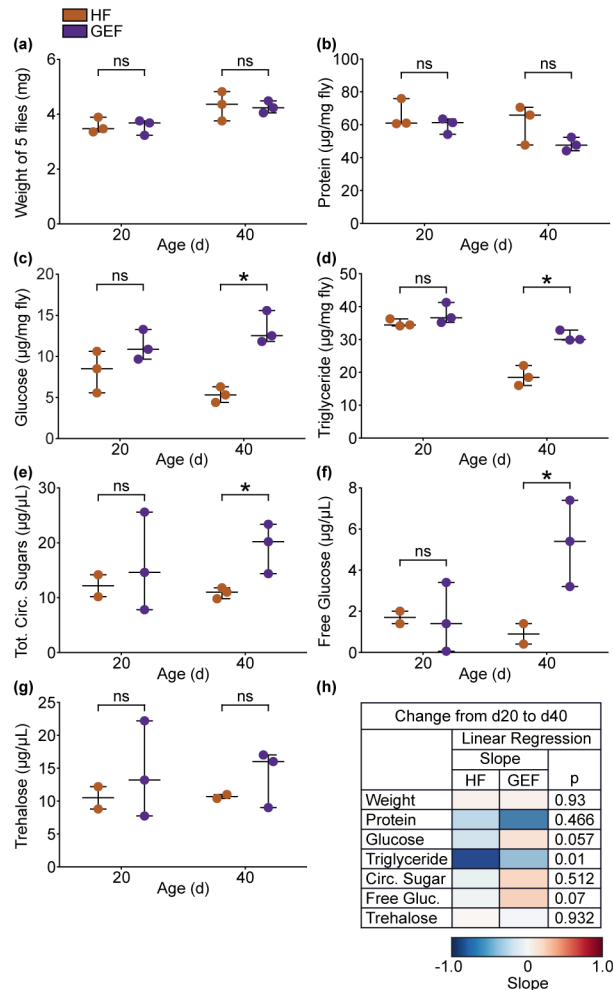 HF
GEF
(a)
Weight of 5 flies (mg)
6
4
2
0
ns
ns
20
40
Age (d)
(b)
Protein (µg/mg fly)
100
80
60
40
20
0
ns
ns
20
40
Age (d)
(c)
Glucose (µg/mg fly)
20
15
10
5
0
ns
*
20
40
Age (d)
(d)
Triglyceride (µg/mg fly)
50
40
30
20
10
0
ns
*
20
40
Age (d)
(e)
Tot. Circ. Sugars (µg/µL)
30
20
10
0
ns
*
20
40
Age (d)
(f)
Free Glucose (µg/µL)
8
6
4
2
0
ns
*
20
40
Age (d)
(g)
Trehalose (µg/µL)
25
20
15
10
5
0
ns
ns
20
40
Age (d)
(h)
Change from d20 to d40
Linear Regression
Slope
HF GEF p
Weight 0.93
Protein 0.466
Glucose 0.057
Triglyceride 0.01
Circ. Sugar 0.512
Free Gluc. 0.07
Trehalose 0.932
-1.0 0 1.0
Slope